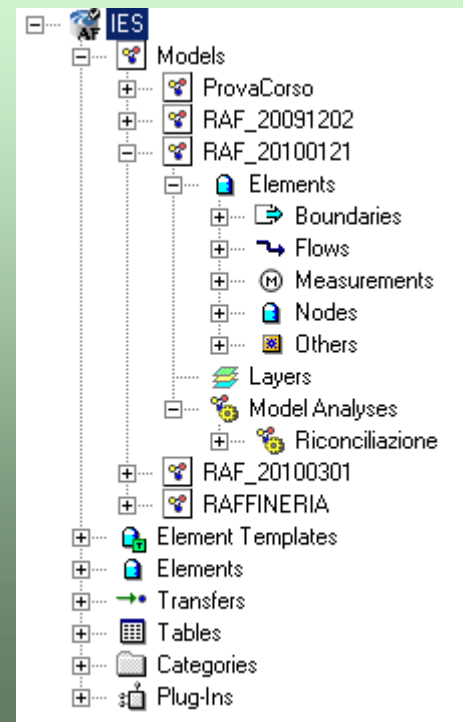 AF IES
Models
ProvaCorso
RAF_20091202
RAF_20100121
Elements
Boundaries
Flows
M Measurements
Nodes
Others
Layers
Model Analyses
Riconciliazione
RAF_20100301
RAFFINERIA
T Element Templates
Elements
Transfers
Tables
Categories
Plug-Ins